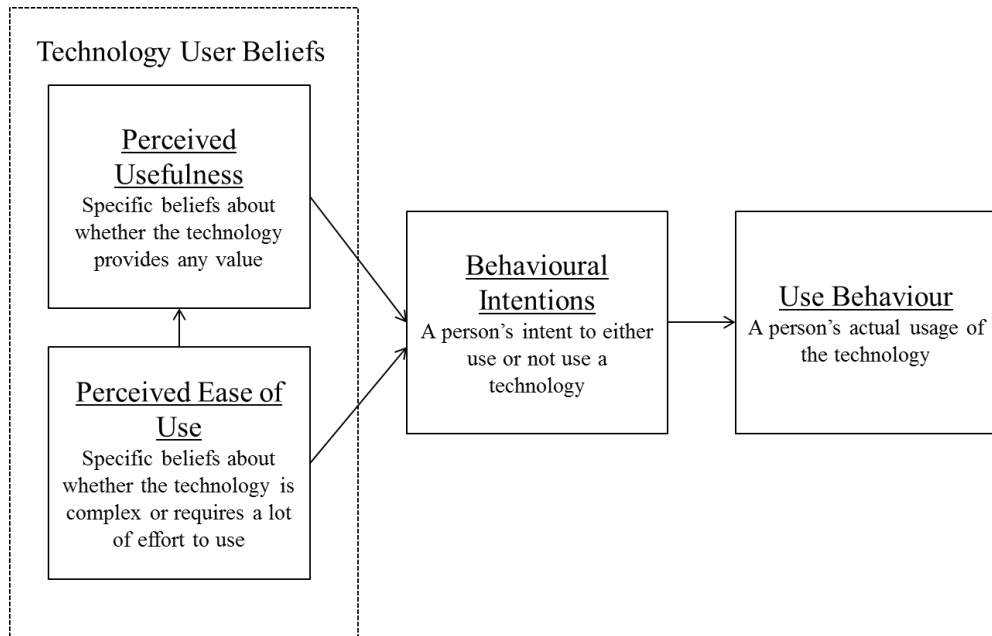 Technology User Beliefs
Perceived
Usefulness
Specific beliefs about
whether the technology
provides any value
Perceived Ease of
Use
Specific beliefs about
whether the technology is
complex or requires a lot
of effort to use
Behavioural
Intentions
A person’s intent to either
use or not use a
technology
Use Behaviour
A person’s actual usage of
the technology